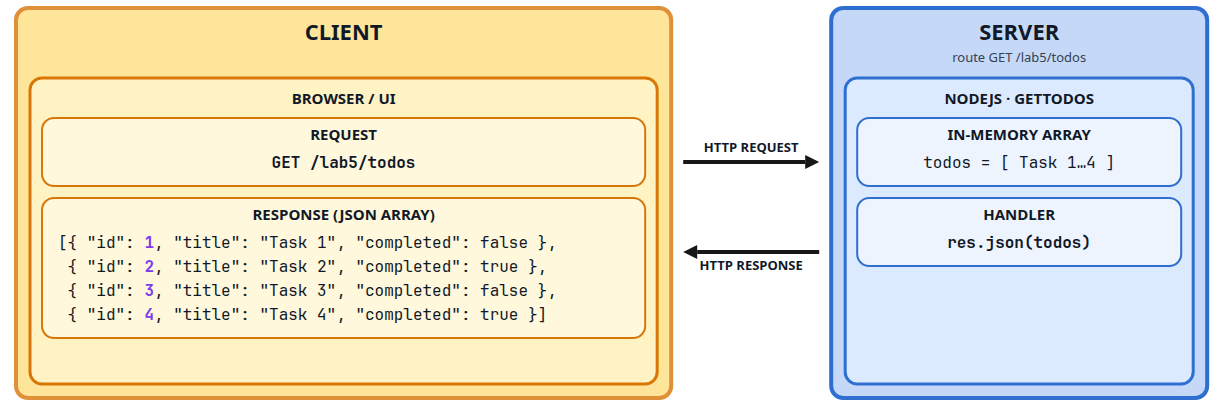 CLIENT
BROWSER / UI
REQUEST
GET /lab5/todos
RESPONSE (JSON ARRAY)
[{ "id": 1, "title": "Task 1", "completed": false },
{ "id": 2, "title": "Task 2", "completed": true },
{ "id": 3, "title": "Task 3", "completed": false },
{ "id": 4, "title": "Task 4", "completed": true }]
HTTP REQUEST
HTTP RESPONSE
SERVER
route GET /lab5/todos
NODEJS · GETTODOS
IN-MEMORY ARRAY
todos = [ Task 1…4 ]
HANDLER
res.json(todos)